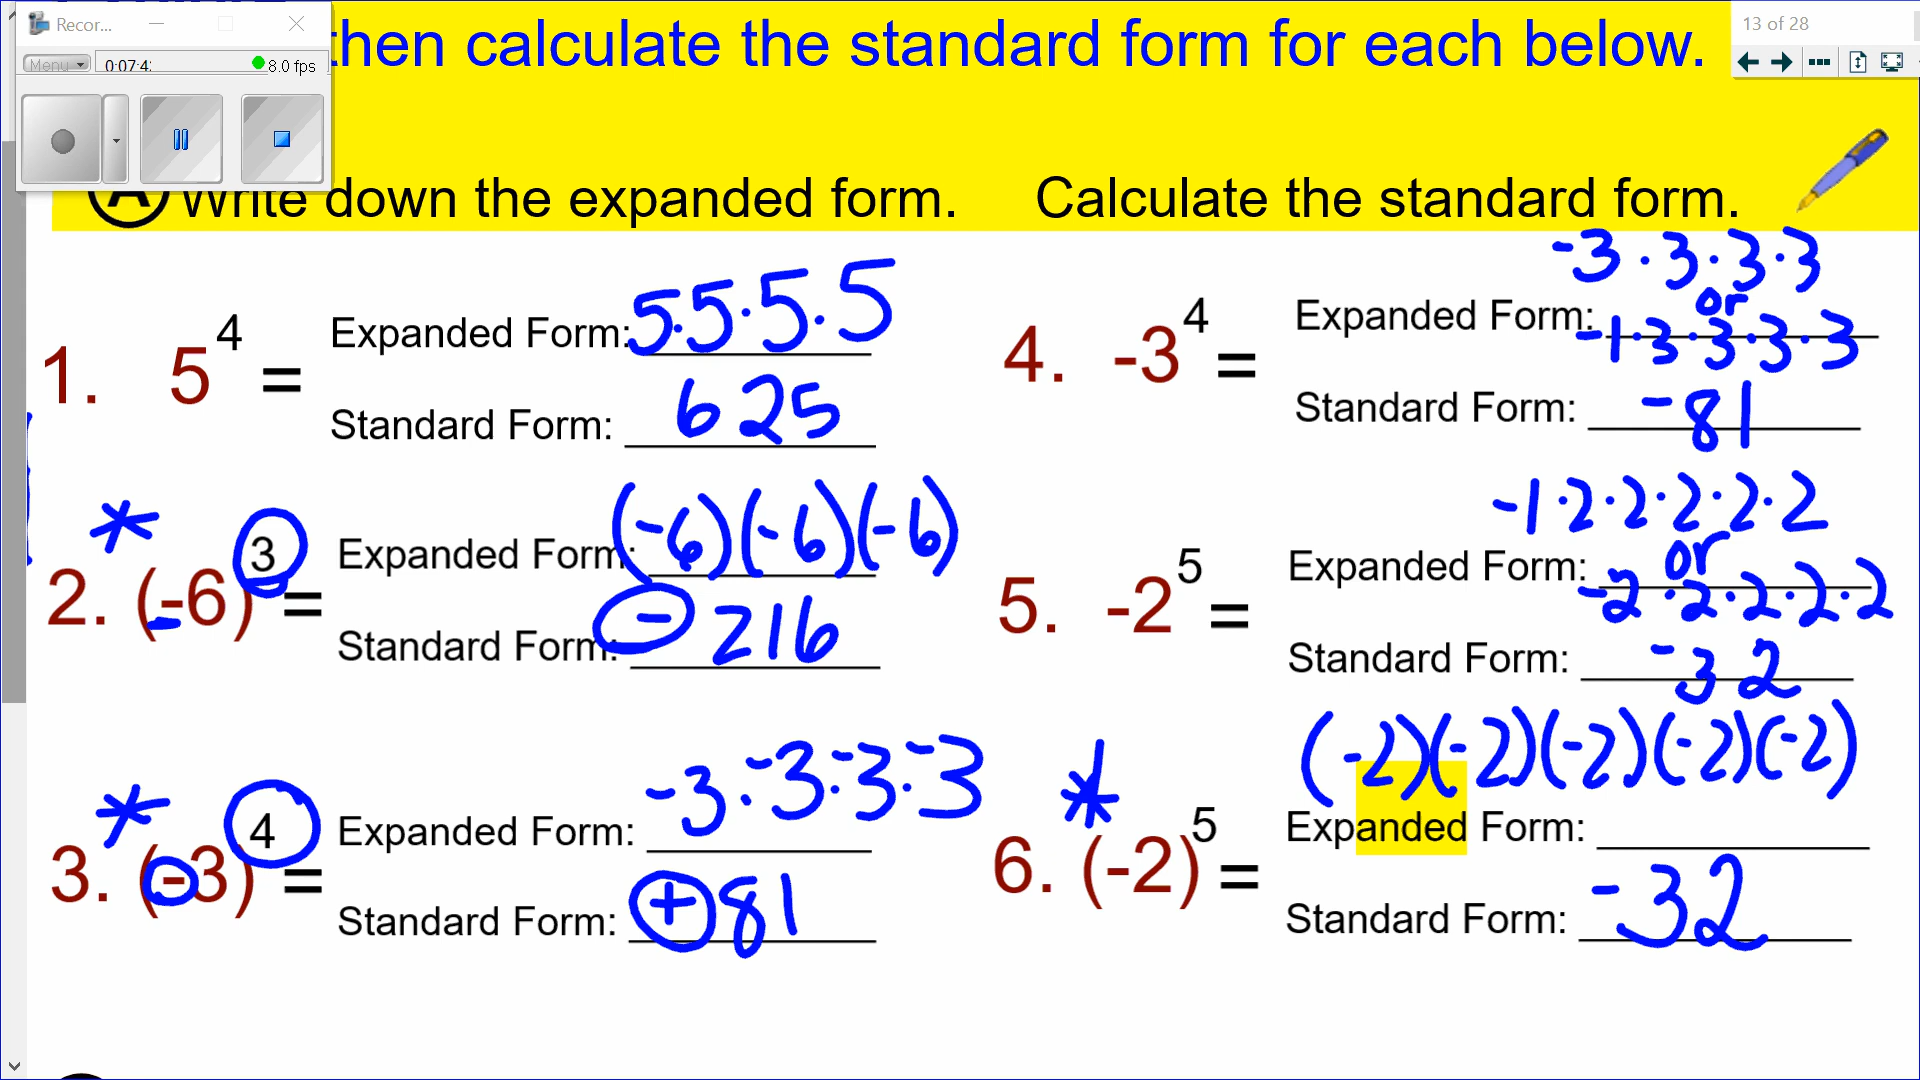 Recor...
13 of 28
then calculate the standard form for each below.
Menu
8.0 fps
Write down the expanded form. Calculate the standard form.
1. 5^4 =
Expanded Form: 5·5·5·5
Standard Form: 625
* 2. (-6)^3 =
Expanded Form: (-6)(-6)(-6)
Standard Form: -216
* 3. (-3)^4 =
Expanded Form: -3·-3·-3·-3
Standard Form: +81
4. -3^4 =
-3·3·3·3
or
Expanded Form: -1·3·3·3·3
Standard Form: -81
5. -2^5 =
-1·2·2·2·2·2
or
Expanded Form: -2·2·2·2·2
Standard Form: -32
* 6. (-2)^5 =
(-2)(-2)(-2)(-2)(-2)
Expanded Form:
Standard Form: -32